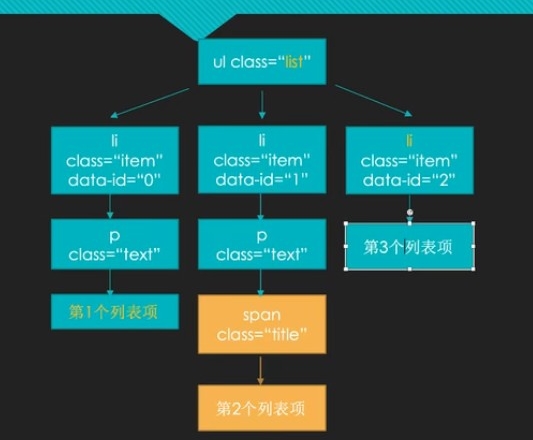 ul class=“list”
li
class=“item”
data-id=“0”
li
class=“item”
data-id=“1”
li
class=“item”
data-id=“2”
p
class=“text”
p
class=“text”
第3个列表项
第1个列表项
span
class=“title”
第2个列表项